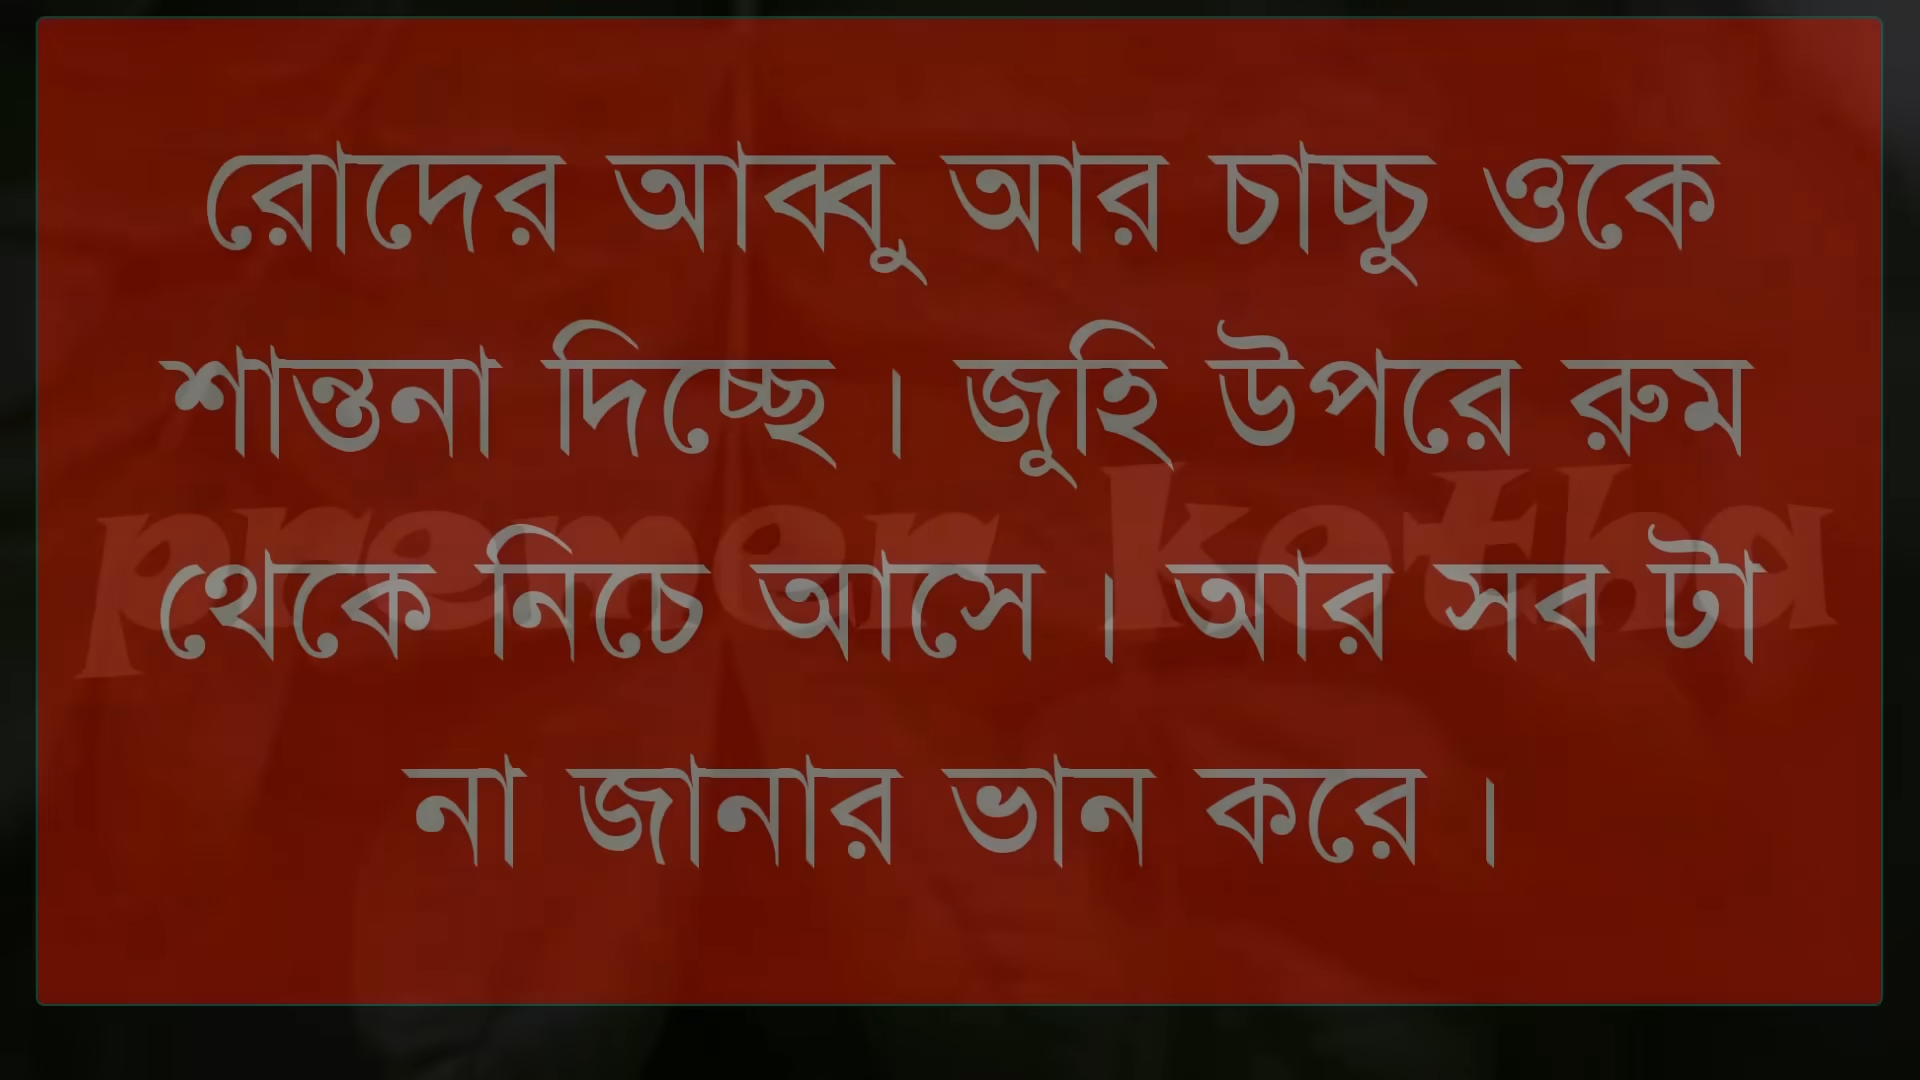 রোদের আব্বু আর চাচ্চু ওকে
শান্তনা দিচ্ছে । জুহি উপরে রুম
থেকে নিচে আসে । আর সব টা
না জানার ভান করে ।
premer kotha